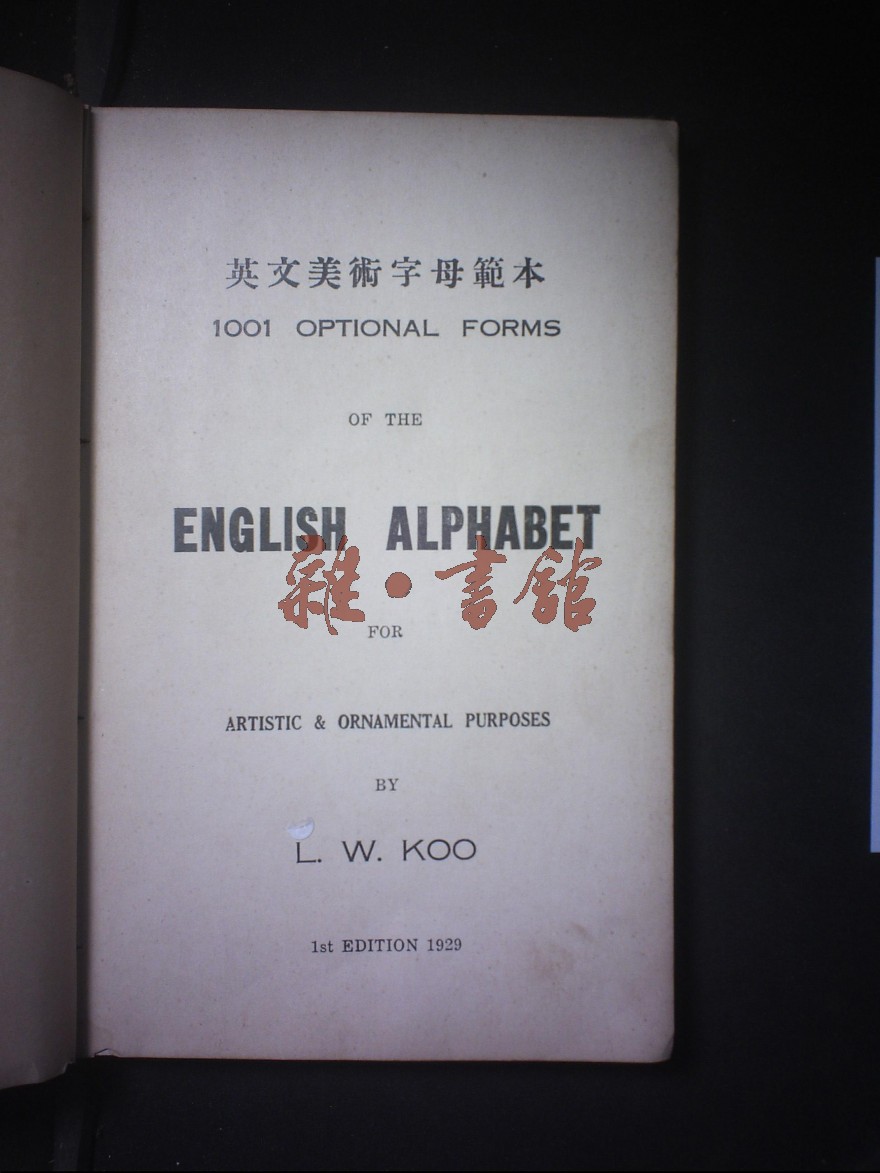 英文美術字母範本
1001 OPTIONAL FORMS
OF THE
ENGLISH ALPHABET
雜·書館
FOR
ARTISTIC & ORNAMENTAL PURPOSES
BY
L. W. KOO
1st EDITION 1929